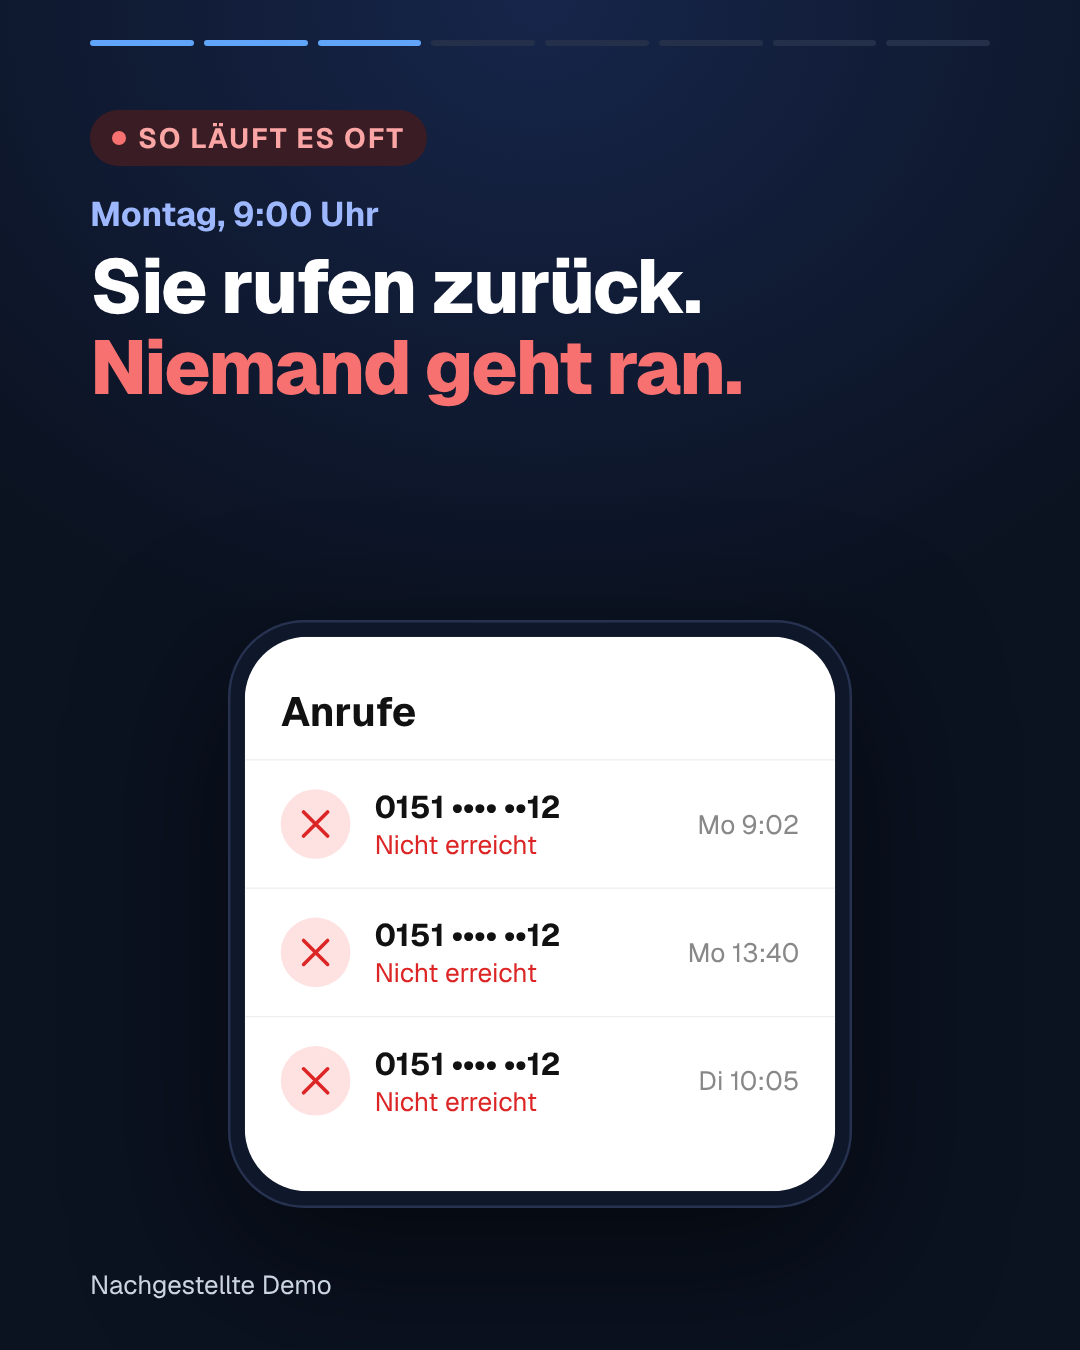 SO LÄUFT ES OFT
Montag, 9:00 Uhr
Sie rufen zurück.
Niemand geht ran.
Anrufe
0151 •••• ••12
Nicht erreicht
Mo 9:02
0151 •••• ••12
Nicht erreicht
Mo 13:40
0151 •••• ••12
Nicht erreicht
Di 10:05
Nachgestellte Demo